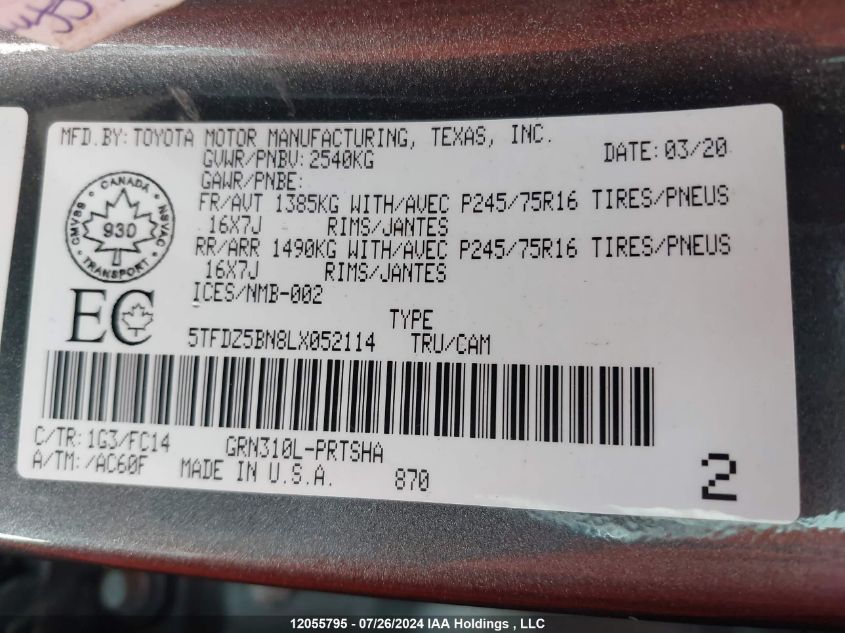 MFD.BY: TOYOTA MOTOR MANUFACTURING, TEXAS, INC.
GVWR/PNBV: 2540KG DATE: 03/20
GAWR/PNBE:
FR/AVT 1385KG WITH/AVEC P245/75R16 TIRES/PNEUS
16X7J RIMS/JANTES
RR/ARR 1490KG WITH/AVEC P245/75R16 TIRES/PNEUS
16X7J RIMS/JANTES
ICES/NMB-002
CANADA
CMVSS NSVAC
930
TRANSPORT
EC
TYPE
5TFDZ5BN8LX052114 TRU/CAM
C/TR: 1G3/FC14 GRN310L-PRTSHA
A/TM: /AC60F MADE IN U.S.A. 870
2
12055795 - 07/26/2024 IAA Holdings, LLC